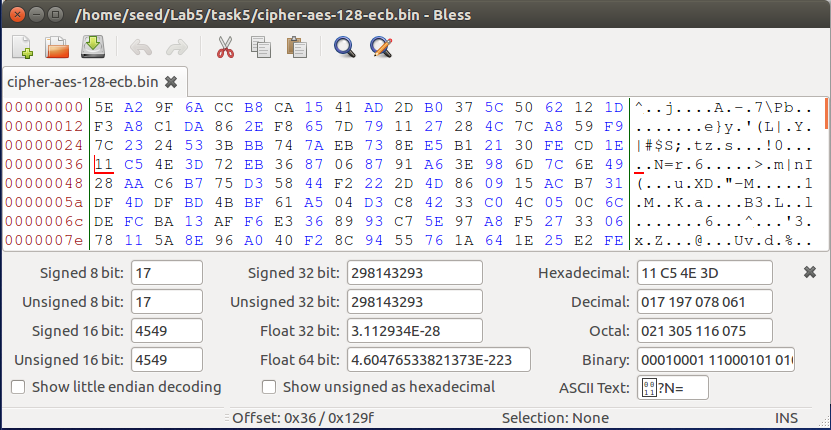 /home/seed/Lab5/task5/cipher-aes-128-ecb.bin - Bless
cipher-aes-128-ecb.bin
00000000 5E A2 9F 6A CC B8 CA 15 41 AD 2D B0 37 5C 50 62 12 1D ^..j....A.-.7\Pb..
00000012 F3 A8 C1 DA 86 2E F8 65 7D 79 11 27 28 4C 7C A8 59 F9 .......e}y.'(L|.Y.
00000024 7C 23 24 53 3B BB 74 7A EB 73 8E E5 B1 21 30 FE CD 1E |#$S;.tz.s...!0...
00000036 11 C5 4E 3D 72 EB 36 87 06 87 91 A6 3E 98 6D 7C 6E 49 ..N=r.6.....>.m|nI
00000048 28 AA C6 B7 75 D3 58 44 F2 22 2D 4D 86 09 15 AC B7 31 (...u.XD."-M.....1
0000005a DF 4D DF BD 4B BF 61 A5 04 D3 C8 42 33 C0 4C 05 0C 6C .M..K.a....B3.L..l
0000006c DE FC BA 13 AF F6 E3 36 89 93 C7 5E 97 A8 F5 27 33 06 .......6...^...'3.
0000007e 78 11 5A 8E 96 A0 40 F2 8C 94 55 76 1A 64 1E 25 E2 FE x.Z...@...Uv.d.%..
Signed 8 bit: 17 Signed 32 bit: 298143293 Hexadecimal: 11 C5 4E 3D
Unsigned 8 bit: 17 Unsigned 32 bit: 298143293 Decimal: 017 197 078 061
Signed 16 bit: 4549 Float 32 bit: 3.112934E-28 Octal: 021 305 116 075
Unsigned 16 bit: 4549 Float 64 bit: 4.60476533821373E-223 Binary: 00010001 11000101 010
Show little endian decoding Show unsigned as hexadecimal ASCII Text: 0011?N=
Offset: 0x36 / 0x129f Selection: None INS